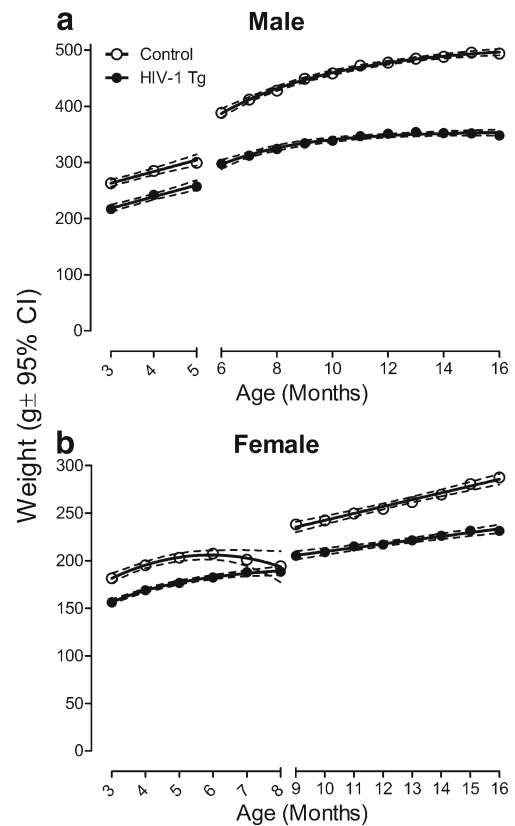 a
Male
Control
HIV-1 Tg
500
400
300
200
100
0
3 4 5 6 8 10 12 14 16
Age (Months)
Weight (g± 95% CI)
b
Female
300
250
200
150
100
50
0
3 4 5 6 7 8 9 10 11 12 13 14 15 16
Age (Months)